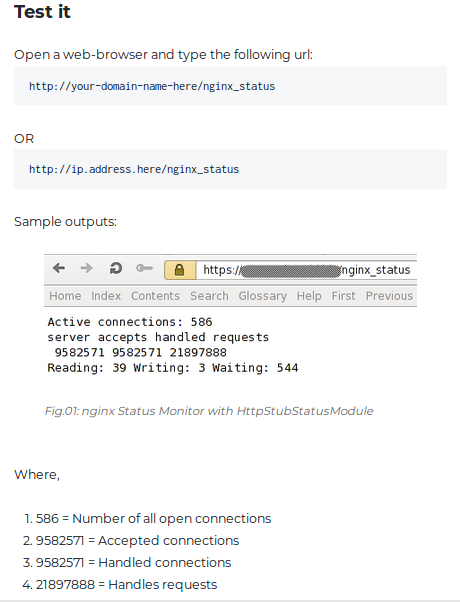 Test it
Open a web-browser and type the following url:
http://your-domain-name-here/nginx_status
OR
http://ip.address.here/nginx_status
Sample outputs:
https:// /nginx_status
Home Index Contents Search Glossary Help First Previous
Active connections: 586
server accepts handled requests
9582571 9582571 21897888
Reading: 39 Writing: 3 Waiting: 544
Fig.01: nginx Status Monitor with HttpStubStatusModule
Where,
1. 586 = Number of all open connections
2. 9582571 = Accepted connections
3. 9582571 = Handled connections
4. 21897888 = Handles requests